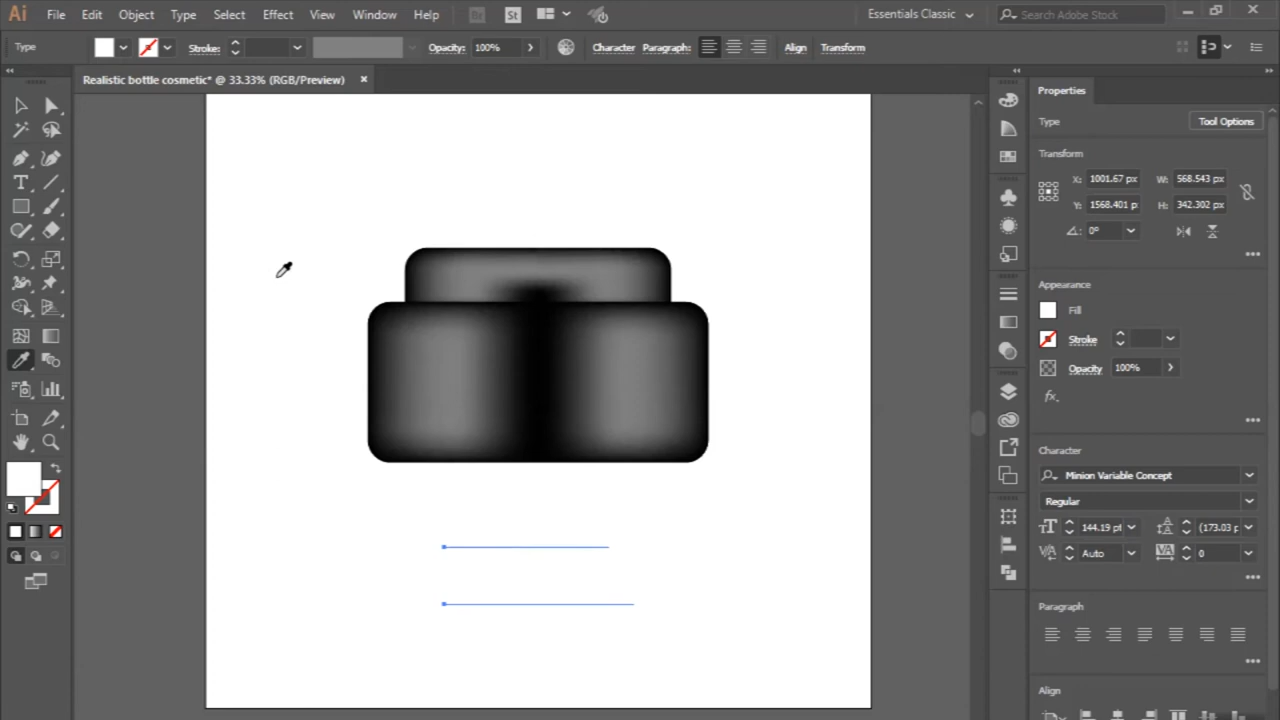 Ai File Edit Object Type Select Effect View Window Help Br St Essentials Classic Search Adobe Stock
Type Stroke: Opacity: 100% Character Paragraph: Align Transform
Realistic bottle cosmetic* @ 33.33% (RGB/Preview) ×
Properties
Type Tool Options
Transform
X: 1001.67 px W: 568.543 px
Y: 1568.401 p H: 342.302 px
0°
Appearance
Fill
Stroke
Opacity 100%
fx.
Character
Minion Variable Concept
Regular
144.19 pt (173.03 p
Auto 0
Paragraph
Align